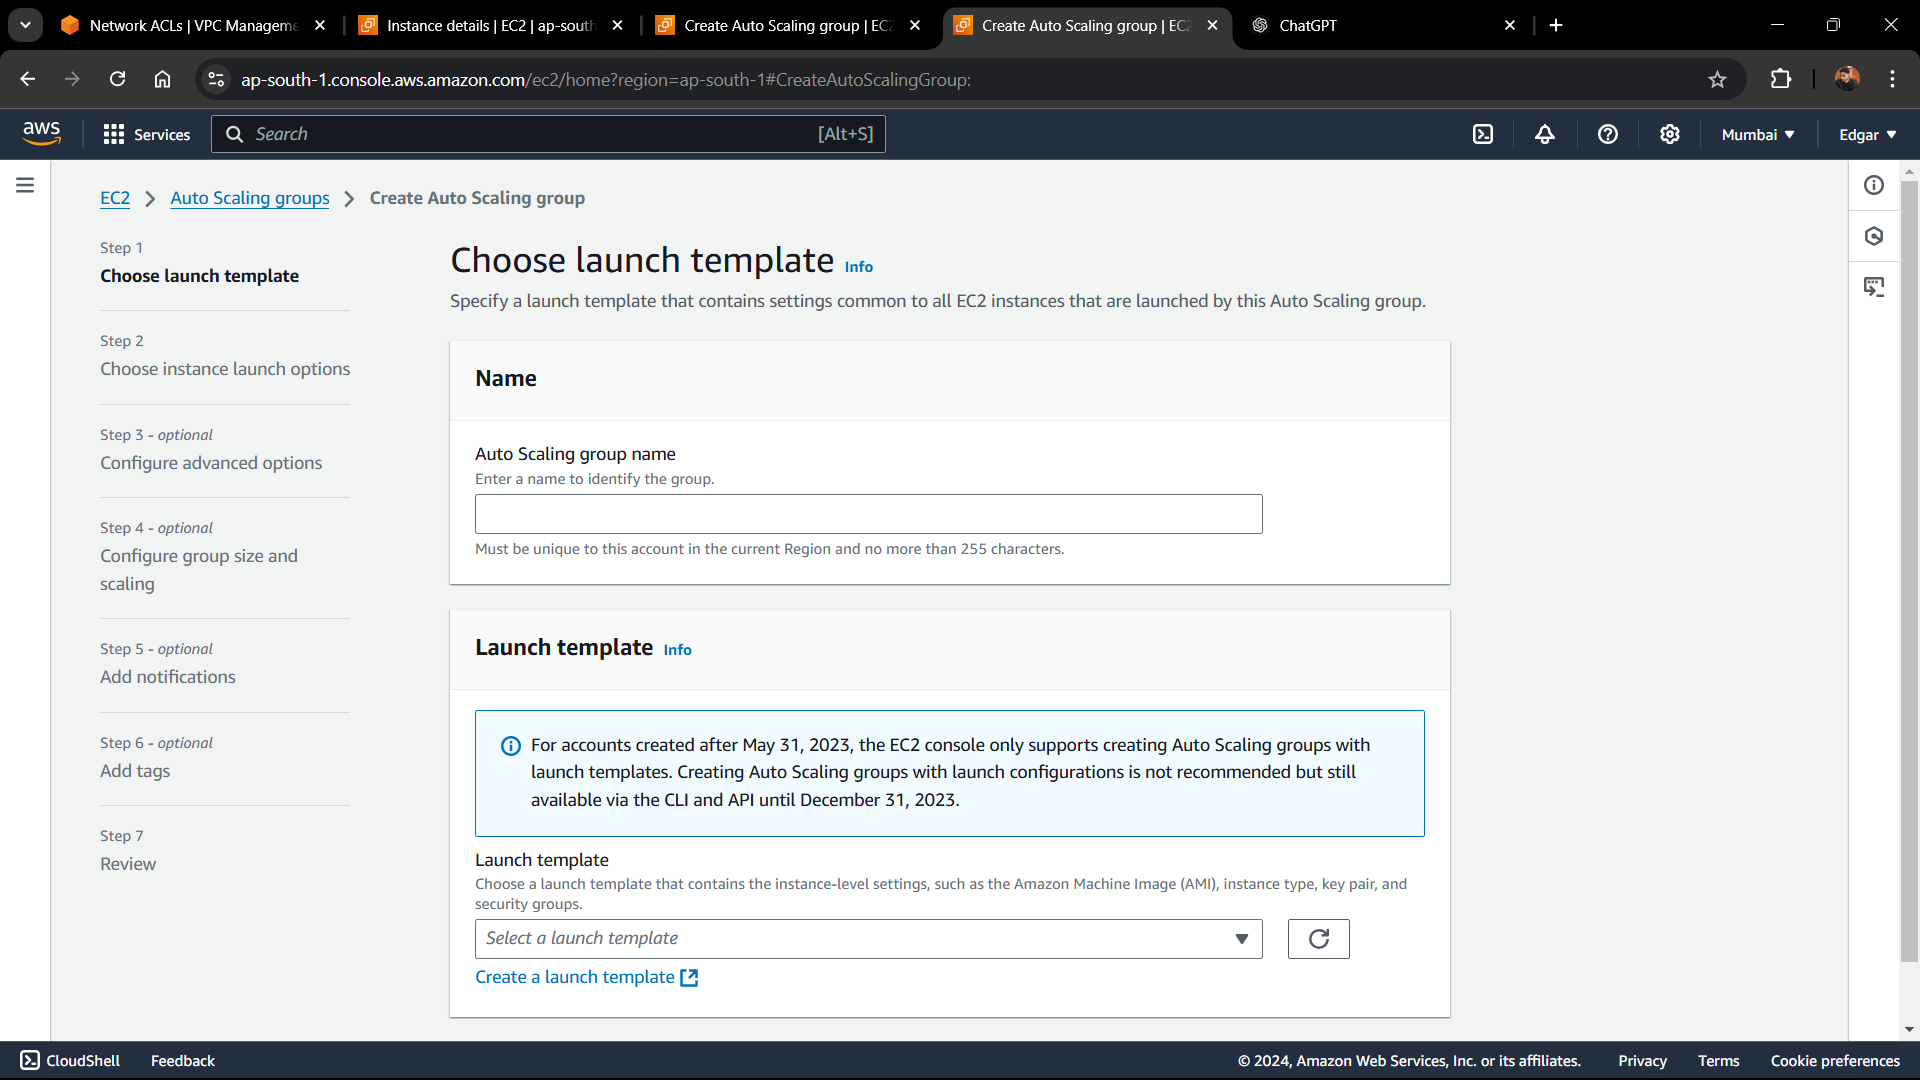 Network ACLs | VPC Manageme
Instance details | EC2 | ap-south
Create Auto Scaling group | EC2
Create Auto Scaling group | EC2
ChatGPT
ap-south-1.console.aws.amazon.com/ec2/home?region=ap-south-1#CreateAutoScalingGroup:
aws
Services
Search
[Alt+S]
Mumbai
Edgar
EC2
Auto Scaling groups
Create Auto Scaling group
Step 1
Choose launch template
Step 2
Choose instance launch options
Step 3 - optional
Configure advanced options
Step 4 - optional
Configure group size and
scaling
Step 5 - optional
Add notifications
Step 6 - optional
Add tags
Step 7
Review
Choose launch template Info
Specify a launch template that contains settings common to all EC2 instances that are launched by this Auto Scaling group.
Name
Auto Scaling group name
Enter a name to identify the group.
Must be unique to this account in the current Region and no more than 255 characters.
Launch template Info
For accounts created after May 31, 2023, the EC2 console only supports creating Auto Scaling groups with
launch templates. Creating Auto Scaling groups with launch configurations is not recommended but still
available via the CLI and API until December 31, 2023.
Launch template
Choose a launch template that contains the instance-level settings, such as the Amazon Machine Image (AMI), instance type, key pair, and
security groups.
Select a launch template
Create a launch template
CloudShell
Feedback
© 2024, Amazon Web Services, Inc. or its affiliates.
Privacy
Terms
Cookie preferences